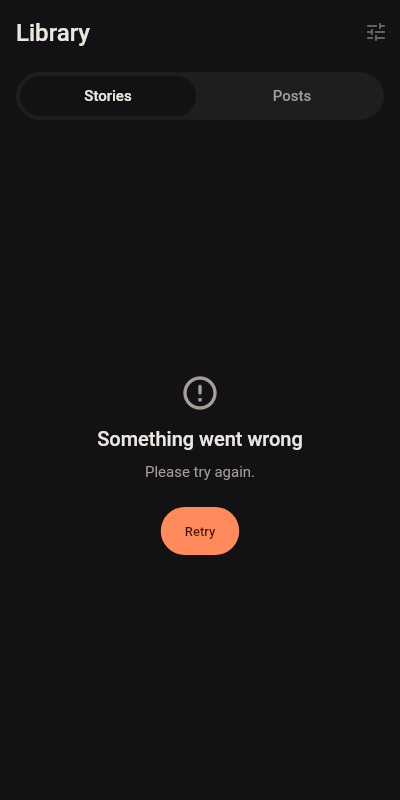 Library
Stories
Posts
Something went wrong
Please try again.
Retry